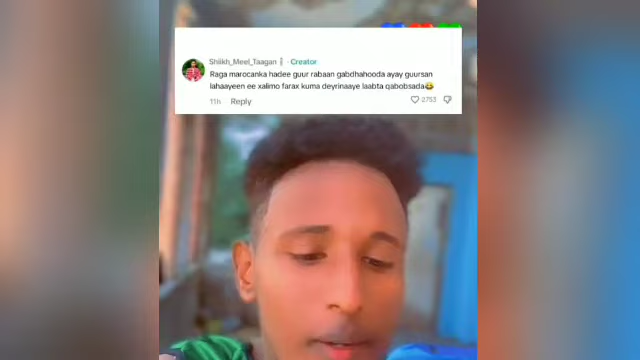 Shiikh_Meel_Taagan · Creator
Raga marocanka hadee guur rabaan gabdhahooda ayay guursan
lahaayeen ee xalimo farax kuma deyrinaaye laabta qabobsada😂
11h Reply 2753